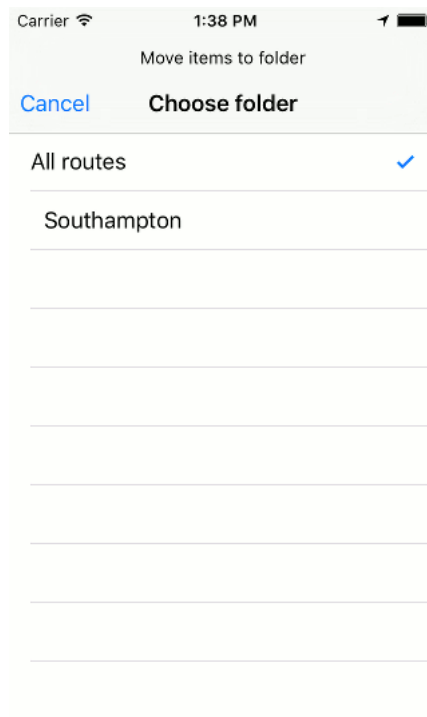 Carrier 1:38 PM
Move items to folder
Cancel Choose folder
All routes
Southampton